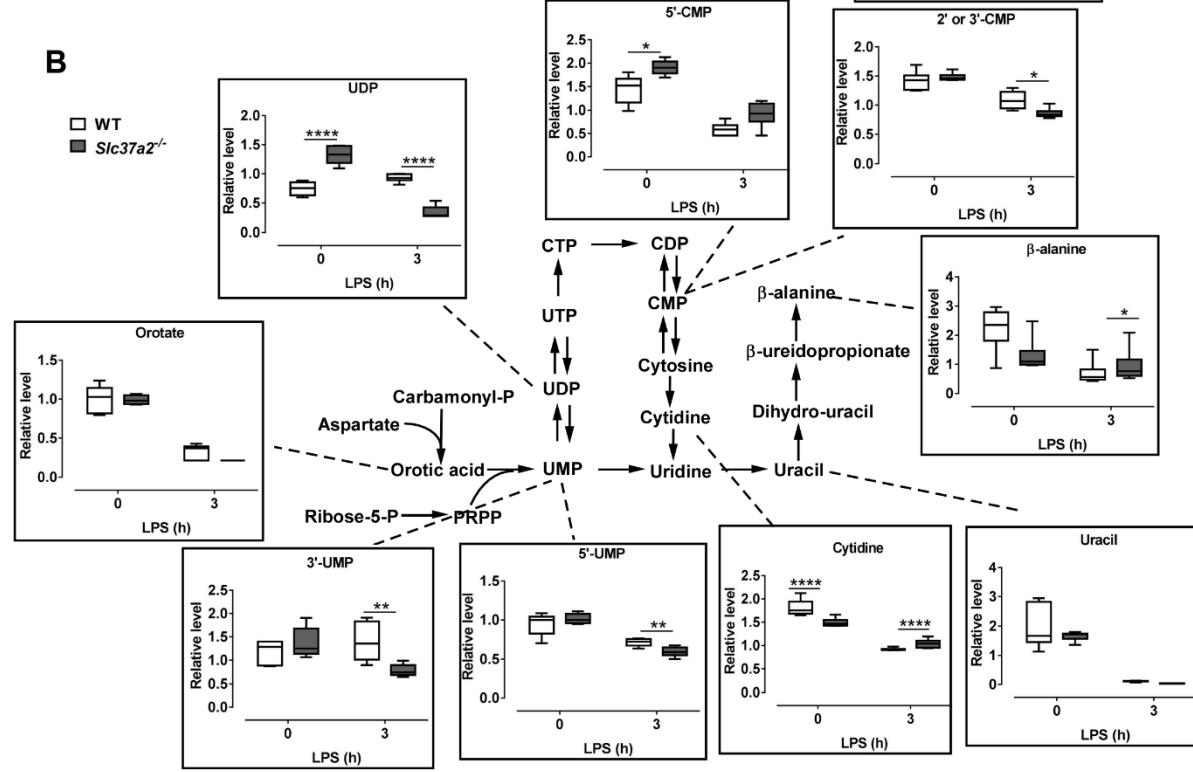 B
WT
Slc37a2-/-
UDP
Relative level
2.0
1.5
1.0
0.5
0.0
****
****
0
3
LPS (h)
5'-CMP
Relative level
2.5
2.0
1.5
1.0
0.5
0.0
*
0
3
LPS (h)
2' or 3'-CMP
Relative level
2.0
1.5
1.0
0.5
0.0
*
0
3
LPS (h)
β-alanine
Relative level
4
3
2
1
0
*
0
3
LPS (h)
Orotate
Relative level
1.5
1.0
0.5
0.0
0
3
LPS (h)
CTP
CDP
UTP
CMP
β-alanine
Cytosine
β-ureidopropionate
UDP
Carbamonyl-P
Aspartate
Cytidine
Dihydro-uracil
Orotic acid
UMP
Uridine
Uracil
Ribose-5-P
PRPP
3'-UMP
Relative level
2.5
2.0
1.5
1.0
0.5
0.0
**
0
3
LPS (h)
5'-UMP
Relative level
1.5
1.0
0.5
0.0
**
0
3
LPS (h)
Cytidine
Relative level
2.5
2.0
1.5
1.0
0.5
0.0
****
****
0
3
LPS (h)
Uracil
Relative level
4
3
2
1
0
0
3
LPS (h)